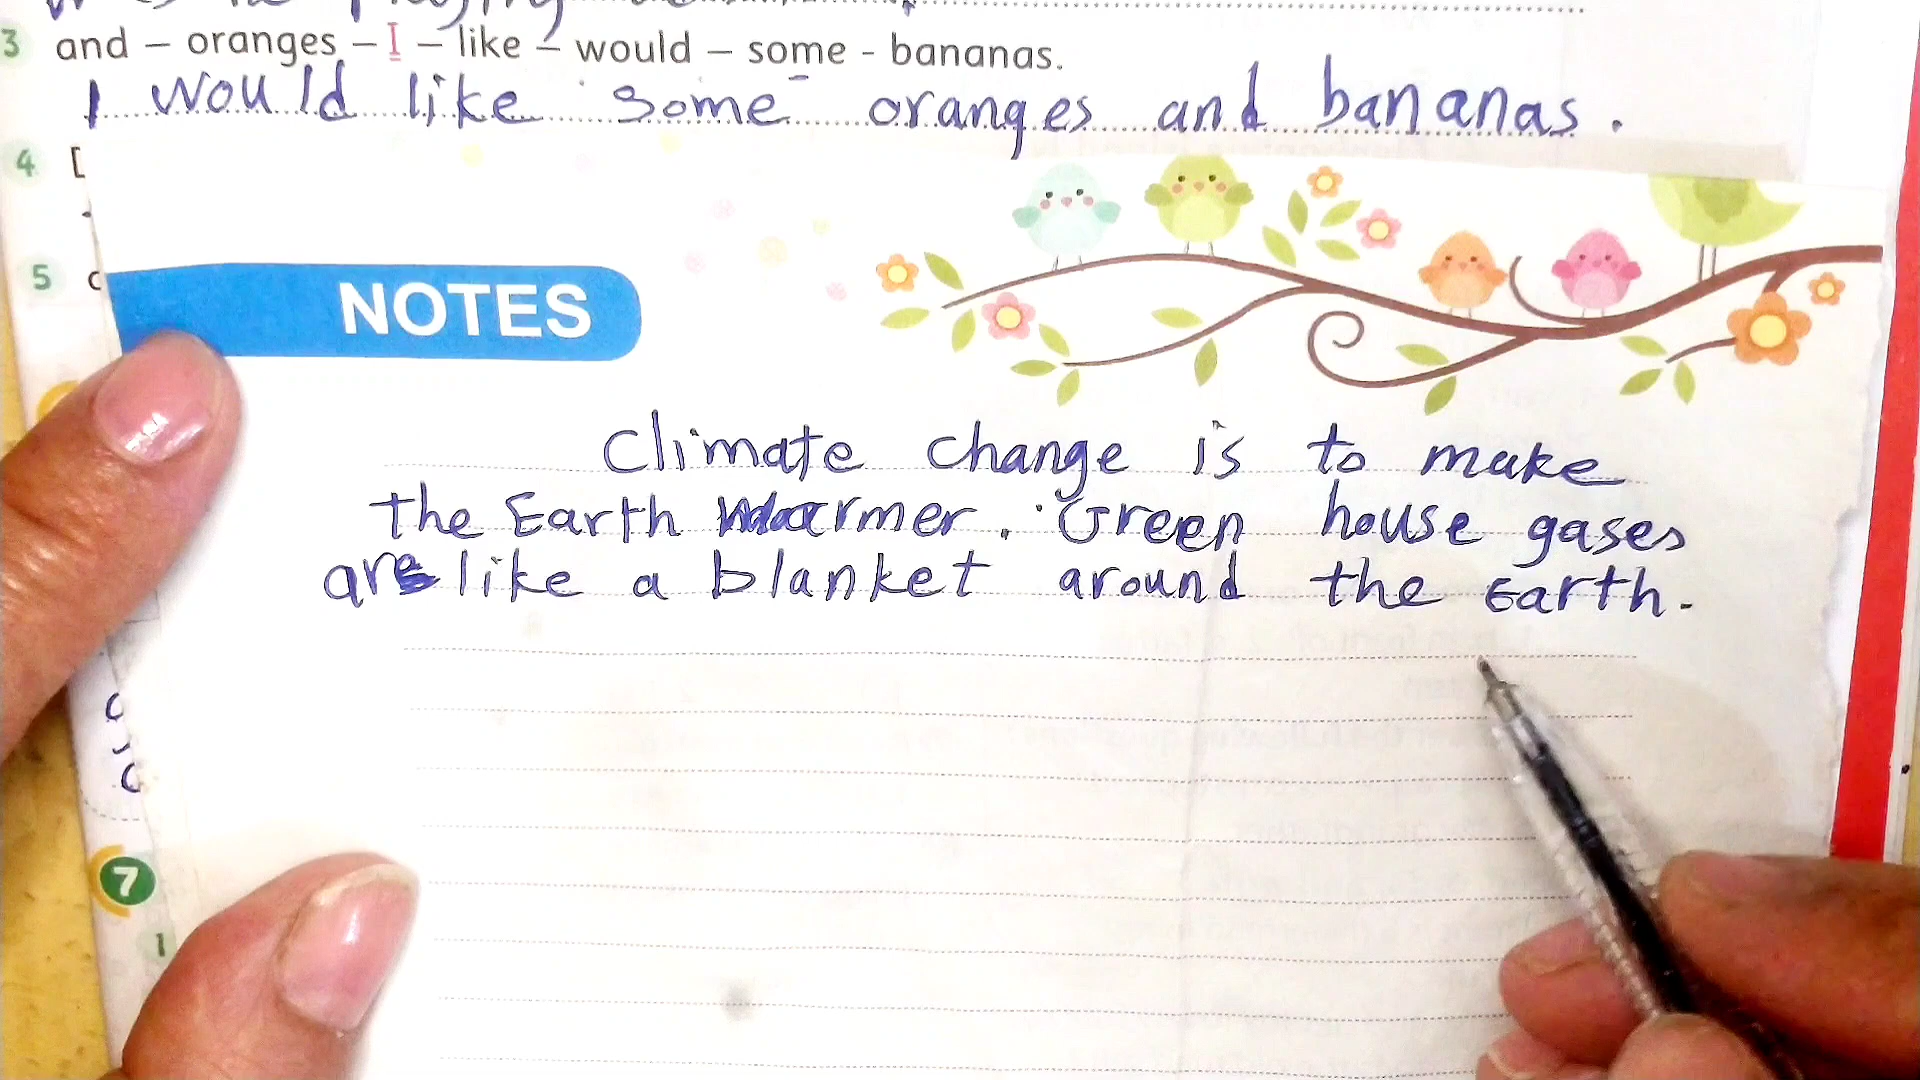 3 and – oranges – I – like – would – some - bananas.
I would like some oranges and bananas.
4
5
NOTES
Climate change is to make
the Earth warmer. Green house gases
are like a blanket around the Earth.
7
1